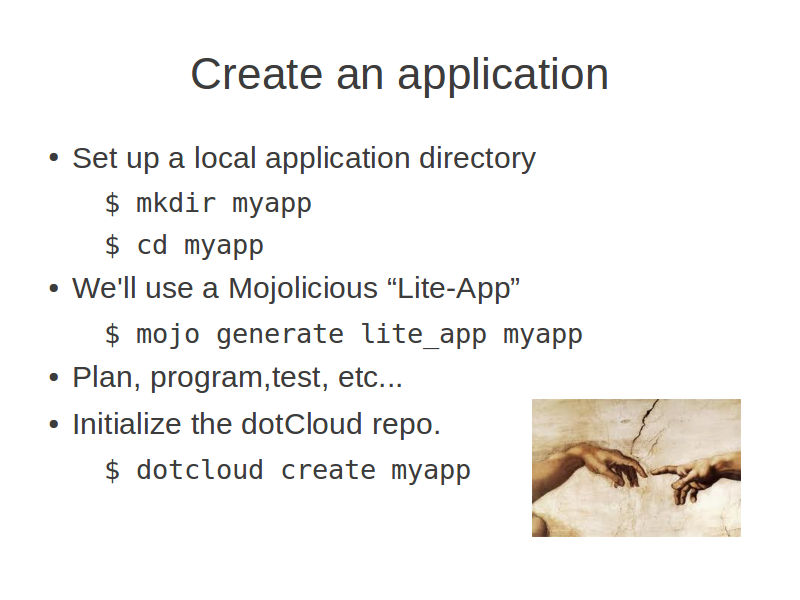 Create an application
• Set up a local application directory
$ mkdir myapp
$ cd myapp
• We'll use a Mojolicious “Lite-App”
$ mojo generate lite_app myapp
• Plan, program,test, etc...
• Initialize the dotCloud repo.
$ dotcloud create myapp